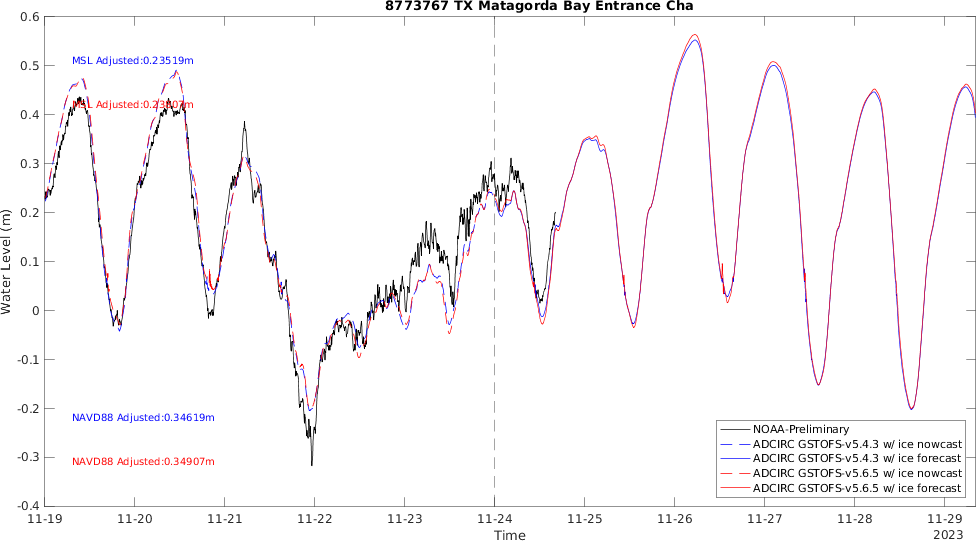 8773767 TX Matagorda Bay Entrance Cha
0.6
0.5
0.4
0.3
0.2
0.1
0
-0.1
-0.2
-0.3
-0.4
Water Level (m)
MSL Adjusted:0.23519m
MSL Adjusted:0.23807m
NAVD88 Adjusted:0.34619m
NAVD88 Adjusted:0.34907m
NOAA-Preliminary
ADCIRC GSTOFS-v5.4.3 w/ ice nowcast
ADCIRC GSTOFS-v5.4.3 w/ ice forecast
ADCIRC GSTOFS-v5.6.5 w/ ice nowcast
ADCIRC GSTOFS-v5.6.5 w/ ice forecast
11-19 11-20 11-21 11-22 11-23 11-24 11-25 11-26 11-27 11-28 11-29
Time
2023